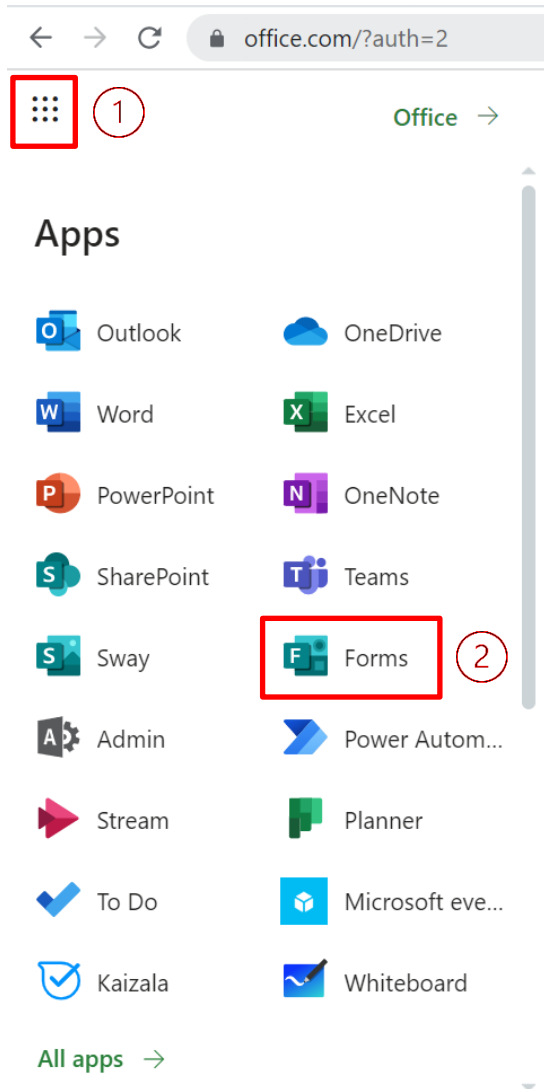 office.com/?auth=2
1
Office →
Apps
Outlook OneDrive
Word Excel
PowerPoint OneNote
SharePoint Teams
Sway Forms 2
Admin Power Autom...
Stream Planner
To Do Microsoft eve...
Kaizala Whiteboard
All apps →